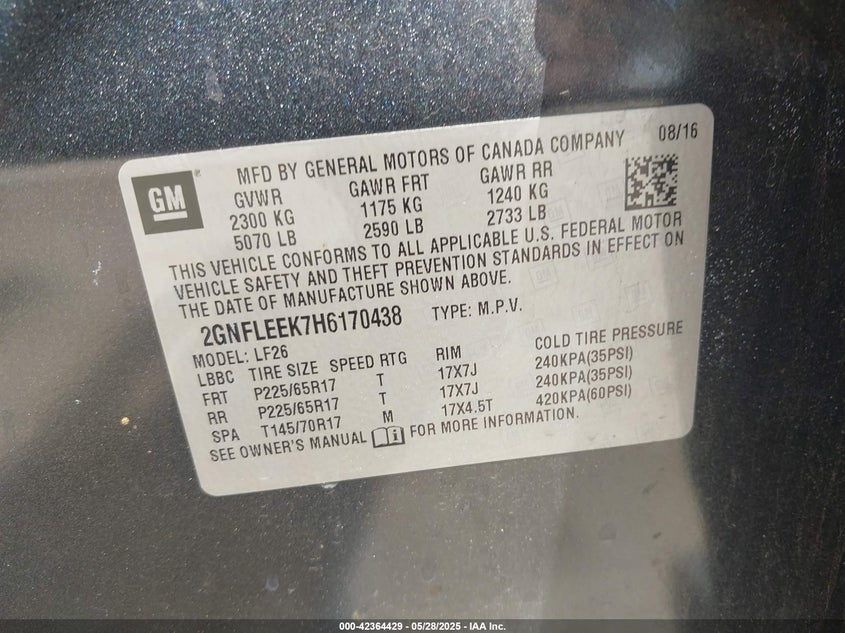 GM
MFD BY GENERAL MOTORS OF CANADA COMPANY 08/16
GVWR GAWR FRT GAWR RR
2300 KG 1175 KG 1240 KG
5070 LB 2590 LB 2733 LB
THIS VEHICLE CONFORMS TO ALL APPLICABLE U.S. FEDERAL MOTOR
VEHICLE SAFETY AND THEFT PREVENTION STANDARDS IN EFFECT ON
THE DATE OF MANUFACTURE SHOWN ABOVE.
2GNFLEEK7H6170438 TYPE: M.P.V.
MODEL: LF26
LBBC TIRE SIZE SPEED RTG RIM COLD TIRE PRESSURE
FRT P225/65R17 T 17X7J 240KPA(35PSI)
RR P225/65R17 T 17X7J 240KPA(35PSI)
SPA T145/70R17 M 17X4.5T 420KPA(60PSI)
SEE OWNER'S MANUAL FOR MORE INFORMATION.
000-42364429 - 05/28/2025 - IAA Inc.